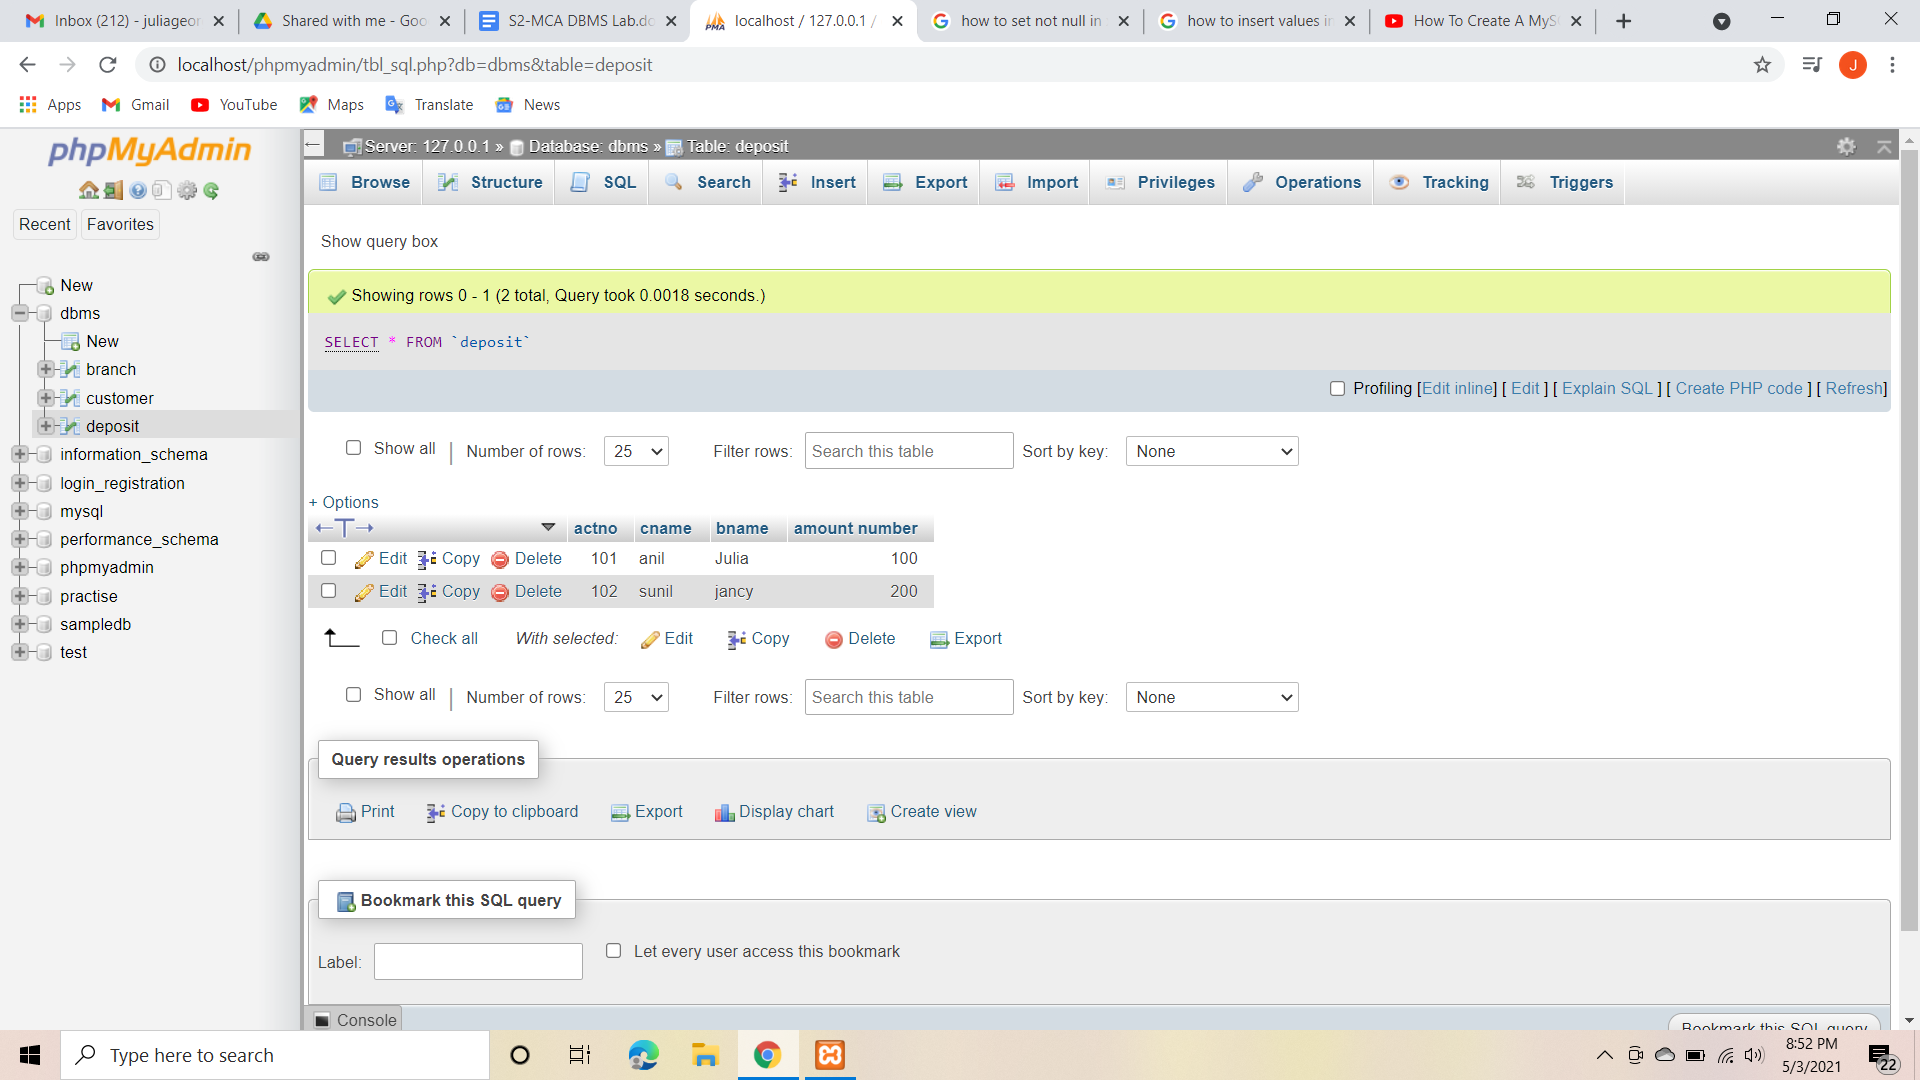 Inbox (212) - juliageor
Shared with me - Goo
S2-MCA DBMS Lab.do
localhost / 127.0.0.1 /
how to set not null in
how to insert values in
How To Create A MyS
localhost/phpmyadmin/tbl_sql.php?db=dbms&table=deposit
J
Apps
Gmail
YouTube
Maps
Translate
News
phpMyAdmin
Recent
Favorites
New
dbms
New
branch
customer
deposit
information_schema
login_registration
mysql
performance_schema
phpmyadmin
practise
sampledb
test
Server: 127.0.0.1 » Database: dbms » Table: deposit
Browse Structure SQL Search Insert Export Import Privileges Operations Tracking Triggers
Show query box
Showing rows 0 - 1 (2 total, Query took 0.0018 seconds.)
SELECT * FROM `deposit`
Profiling [Edit inline] [ Edit ] [ Explain SQL ] [ Create PHP code ] [ Refresh]
Show all | Number of rows: 25 Filter rows: Search this table Sort by key: None
+ Options
actno cname bname amount number
Edit Copy Delete 101 anil Julia 100
Edit Copy Delete 102 sunil jancy 200
Check all With selected: Edit Copy Delete Export
Show all | Number of rows: 25 Filter rows: Search this table Sort by key: None
Query results operations
Print Copy to clipboard Export Display chart Create view
Bookmark this SQL query
Label: Let every user access this bookmark
Console
Bookmark this SQL query
Type here to search
8:52 PM
5/3/2021
22